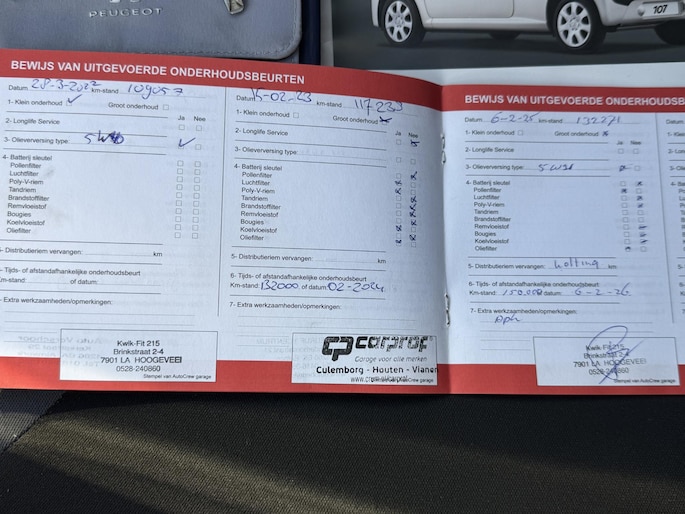 PEUGEOT
107
BEWIJS VAN UITGEVOERDE ONDERHOUDSBEURTEN
Datum 28-3-2022 km-stand 109057
1- Klein onderhoud Groot onderhoud
Ja Nee
2- Longlife Service
3- Olieverversing type:
4- Batterij sleutel
Pollenfilter
Luchtfilter
Poly-V-riem
Tandriem
Brandstoffilter
Remvloeistof
Bougies
Koelvloeistof
Oliefilter
5- Distributieriem vervangen: km
6- Tijds- of afstandafhankelijke onderhoudsbeurt
Km-stand: of datum:
7- Extra werkzaamheden/opmerkingen:
Kwik-Fit 215
Brinkstraat 2-4
7901 LA HOOGEVEEN
0528-240860
Stempel van AutoCrew garage
Datum 15-02-23 km-stand 117239
1- Klein onderhoud Groot onderhoud
Ja Nee
2- Longlife Service
3- Olieverversing type:
4- Batterij sleutel
Pollenfilter
Luchtfilter
Poly-V-riem
Tandriem
Brandstoffilter
Remvloeistof
Bougies
Koelvloeistof
Oliefilter
5- Distributieriem vervangen: km
6- Tijds- of afstandafhankelijke onderhoudsbeurt
Km-stand: 132000 of datum: 02-2024
7- Extra werkzaamheden/opmerkingen:
carprof
Garage voor alle merken
Culemborg - Houten - Vianen
BEWIJS VAN UITGEVOERDE ONDERHOUDSB
Datum 6-2-25 km-stand 132271
1- Klein onderhoud Groot onderhoud
Ja Nee
2- Longlife Service
3- Olieverversing type:
4- Batterij sleutel
Pollenfilter
Luchtfilter
Poly-V-riem
Tandriem
Brandstoffilter
Remvloeistof
Bougies
Koelvloeistof
Oliefilter
5- Distributieriem vervangen: km
6- Tijds- of afstandafhankelijke onderhoudsbeurt
Km-stand: 150.000 of datum 6-2-26
7- Extra werkzaamheden/opmerkingen:
Apk
Kwik-Fit 215
Brinkstraat 2-4
7901 LA HOOGEVEEN
0528-240860
Stempel van AutoCrew garage